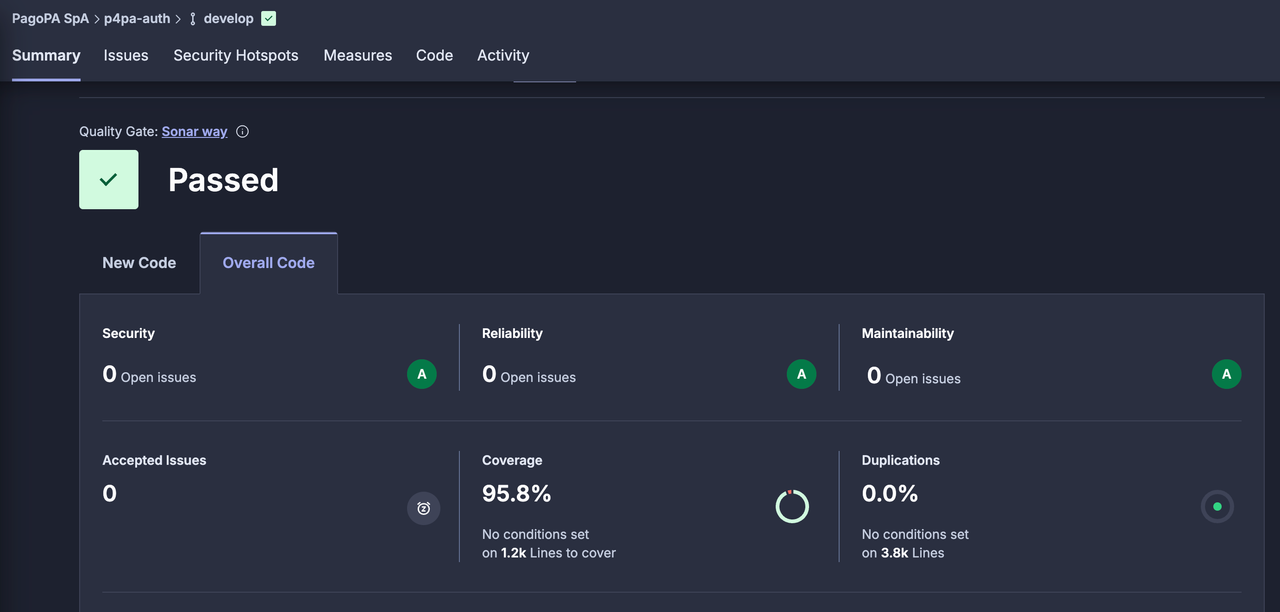 PagoPA SpA > p4pa-auth > develop
Summary Issues Security Hotspots Measures Code Activity
Quality Gate: Sonar way
Passed
New Code Overall Code
Security
0 Open issues
A
Reliability
0 Open issues
A
Maintainability
0 Open issues
A
Accepted Issues
0
Coverage
95.8%
No conditions set
on 1.2k Lines to cover
Duplications
0.0%
No conditions set
on 3.8k Lines